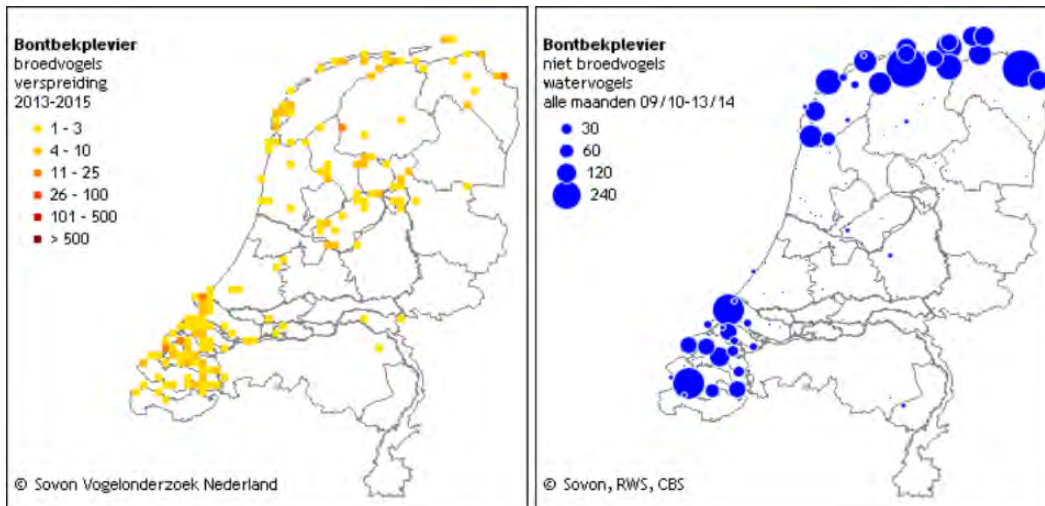 Bontbekplevier
broedvogels
verspreiding
2013-2015
1 - 3
4 - 10
11 - 25
26 - 100
101 - 500
> 500
© Sovon Vogelonderzoek Nederland
Bontbekplevier
niet broedvogels
watervogels
alle maanden 09/10-13/14
30
60
120
240
© Sovon, RWS, CBS